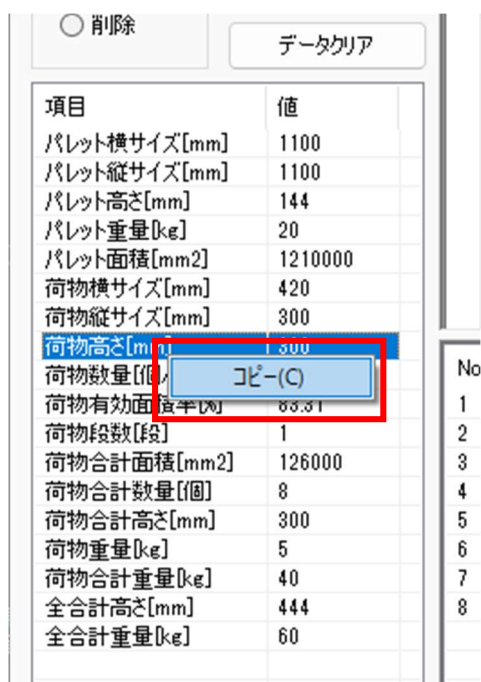 削除
データクリア
項目 値
パレット横サイズ[mm] 1100
パレット縦サイズ[mm] 1100
パレット高さ[mm] 144
パレット重量[kg] 20
パレット面積[mm2] 1210000
荷物横サイズ[mm] 420
荷物縦サイズ[mm] 300
荷物高さ[mm] 300
荷物数量[個/
コピー(C)
荷物有効面積率[%] 83.31
荷物段数[段] 1
荷物合計面積[mm2] 126000
荷物合計数量[個] 8
荷物合計高さ[mm] 300
荷物重量[kg] 5
荷物合計重量[kg] 40
全合計高さ[mm] 444
全合計重量[kg] 60
No
1
2
3
4
5
6
7
8